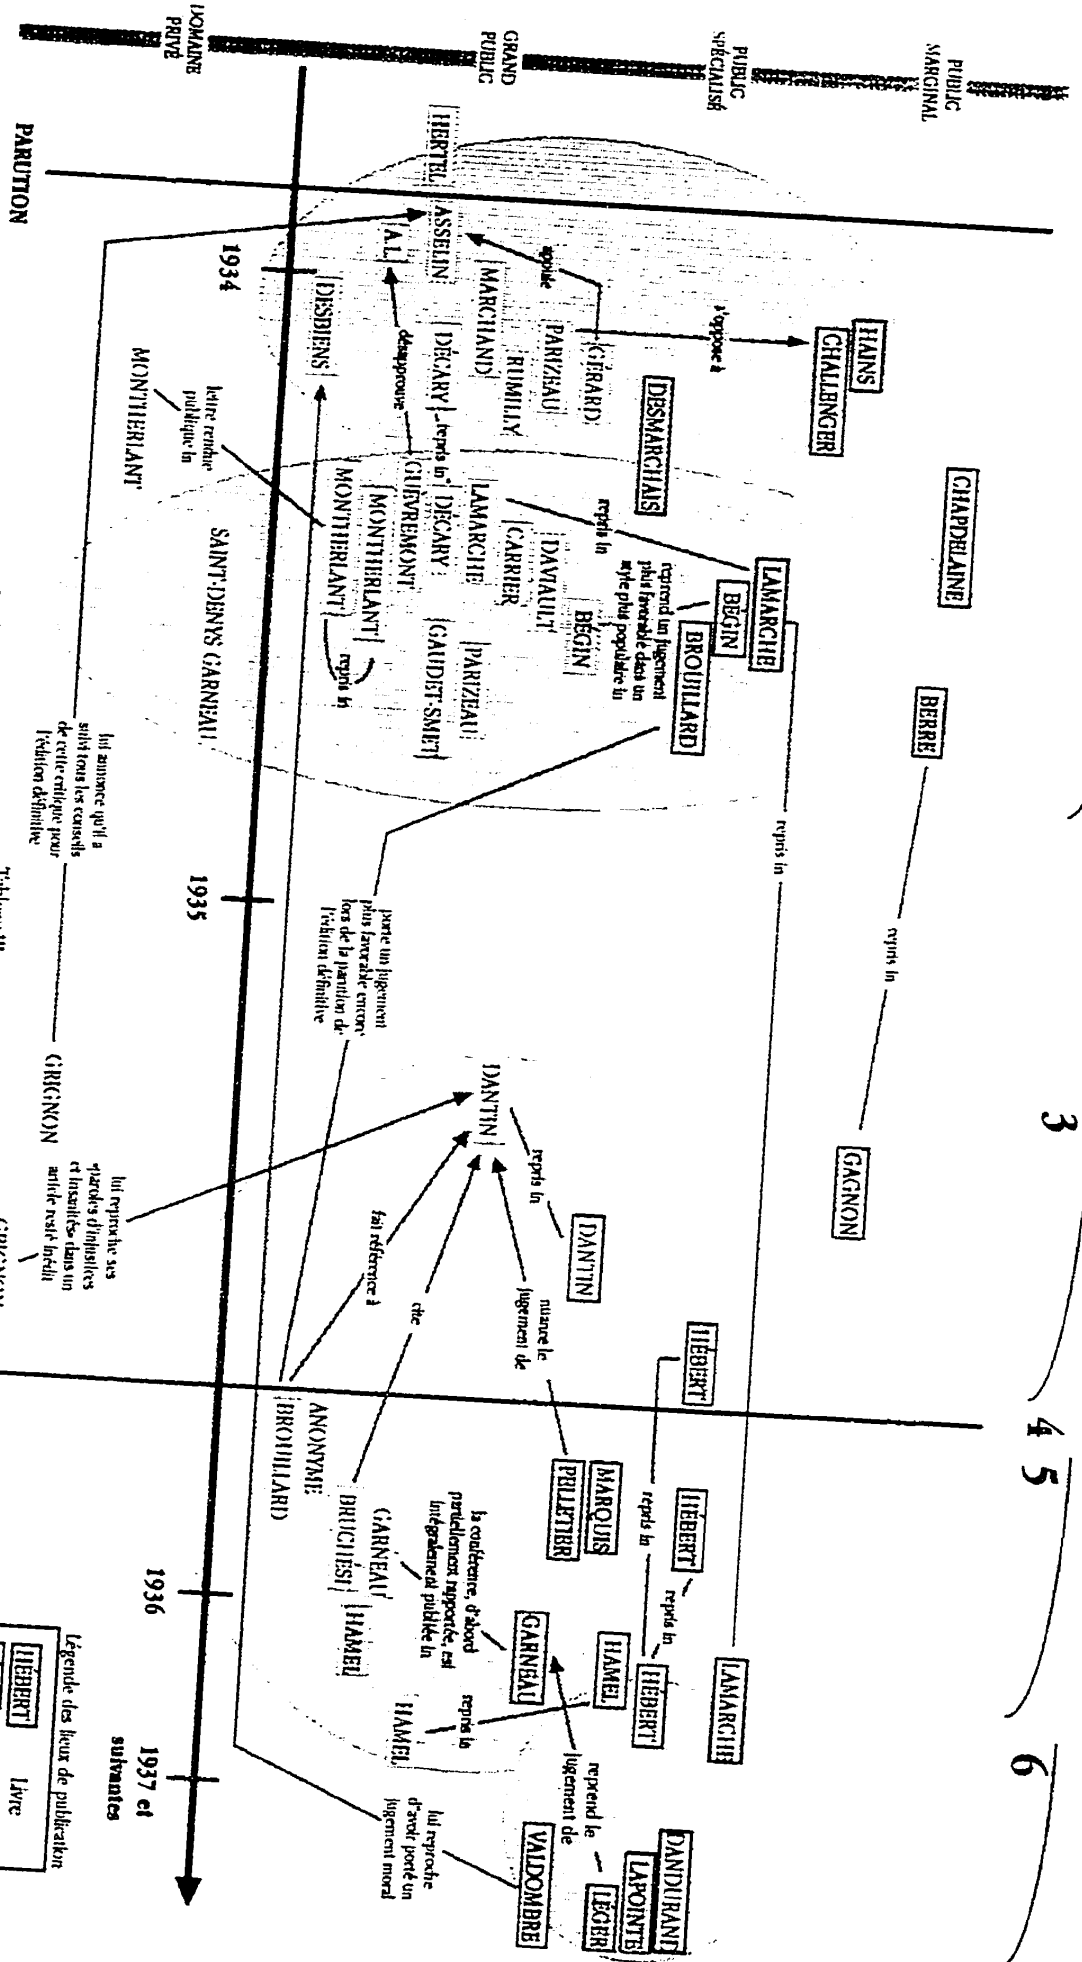 3
4
5
6
PUBLIC
MARGINAL
PUBLIC
SPÉCIALISÉ
GRAND
PUBLIC
DOMAINE
PRIVÉ
PARUTION
HAINS
CHALLENGER
CHAPDELAINE
BERRE
repris in
GAGNON
s'oppose à
appuie
GÉRARD
PARIZEAU
RUMILLY
MARCHAND
HERTEL
ASSELIN
A.L.
DÉCARY
repris in
DÉCARY
désapprouve
GUÈVREMONT
DESBIENS
DESMARCHAIS
LAMARCHE
BÉGIN
BROUILLARD
repris in
reprend un jugement
plus favorable dans un
style plus populaire in
BÉGIN
DAVIAULT
CARRIER
LAMARCHE
PARIZEAU
GAUDET-SMET
MONTHERLANT
MONTHERLANT
repris in
lettre rendue
publique in
MONTHERLANT
SAINT-DENYS GARNEAU
repris in
LAMARCHE
porte un jugement
plus favorable encore
lors de la parution de
l'édition définitive
DANTIN
repris in
DANTIN
nuance le
jugement de
cite
fait référence à
HÉBERT
HÉBERT
repris in
repris in
HÉBERT
MARQUIS
PELLETIER
HAMEL
GARNEAU
la conférence, d'abord
partiellement rapportée, est
intégralement publiée in
GARNEAU
BRUCHÉSI
HAMEL
ANONYME
BROUILLARD
repris in
HAMEL
reprend le
jugement de
DANDURAND
LAPOINTE
LÉGER
VALDOMBRE
lui reproche
d'avoir porté un
jugement moral
1934
1935
1936
1937 et
suivantes
lui annonce qu'il a
suivi tous les conseils
de cette critique pour
l'édition définitive
GRIGNON
lui reproche ses
«paroles d'injustices
et insanités» dans un
article resté inédit
GRIGNON
Légende des lieux de publication
HÉBERT
Livre